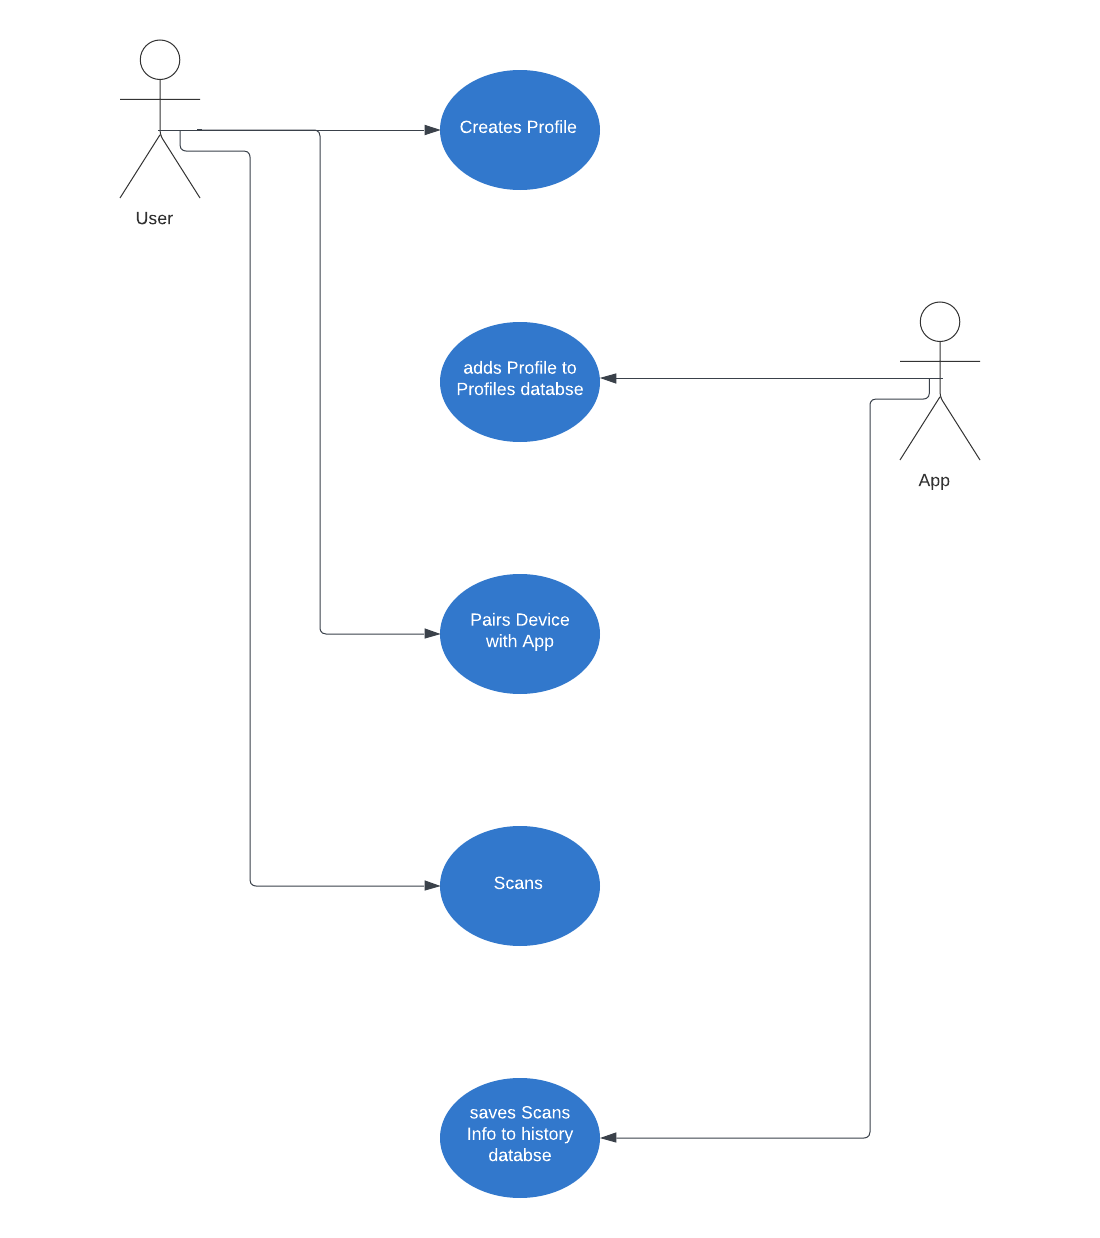 Creates Profile
User
adds Profile to
Profiles databse
App
Pairs Device
with App
Scans
saves Scans
Info to history
databse